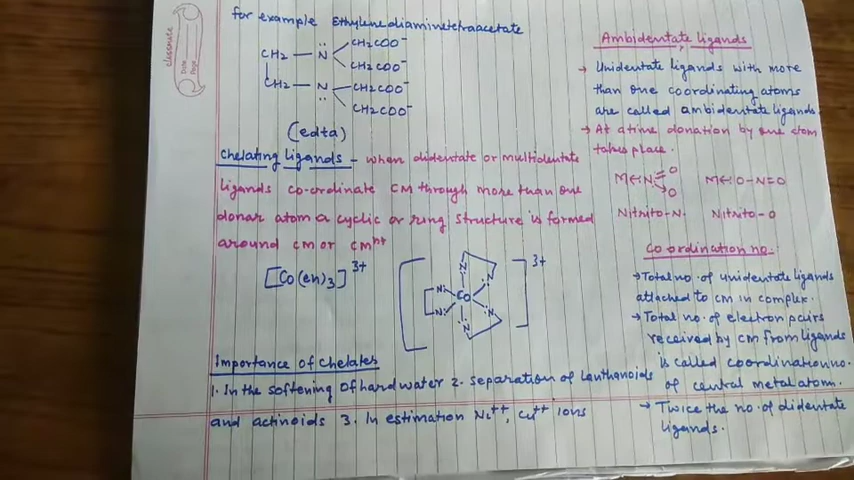 classmate
Date
Page
for example Ethylenediaminetetraacetate
CH2 — N̈ CH2COO⁻
CH2COO⁻
CH2 — N̈ CH2COO⁻
CH2COO⁻
(edta)
Chelating ligands - when didentate or multidentate
ligands co-ordinate CM through more than one
donar atom a cyclic or ring structure is formed
around CM or CMⁿ⁺
[Co(en)3]³⁺
[N N N Co N N N]³⁺
Importance of chelates
1. In the softening of hard water 2. separation of lanthanoids
and actinoids 3. In estimation Ni⁺⁺, Cu⁺⁺ ions
Ambidentate ligands
→ Unidentate ligands with more
than one coordinating atoms
are called ambidentate ligands.
→ At a time donation by one atom
takes place.
M←:N=O→O M←:O-N=O
Nitrito-N. Nitrito-O
Coordination no.
→ Total no. of unidentate ligands
attached to CM in complex.
→ Total no. of electron pairs
received by CM from ligands
is called coordination no.
of central metal atom.
→ Twice the no. of didentate
ligands.